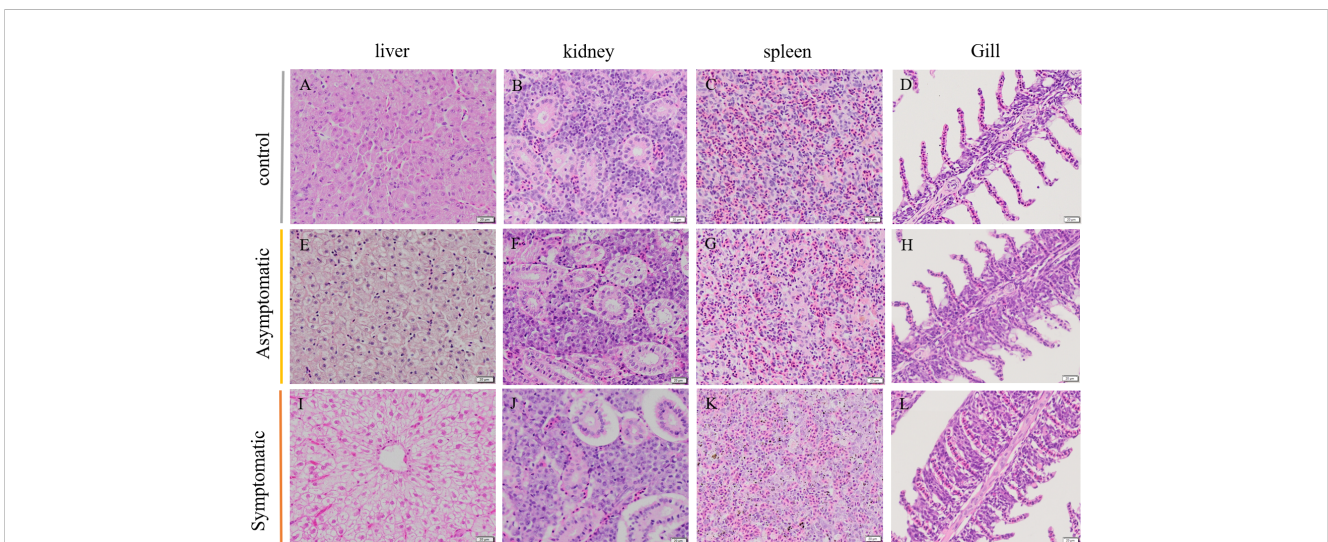 liver kidney spleen Gill
control
A B C D
Asymptomatic
E F G H
Symptomatic
I J K L